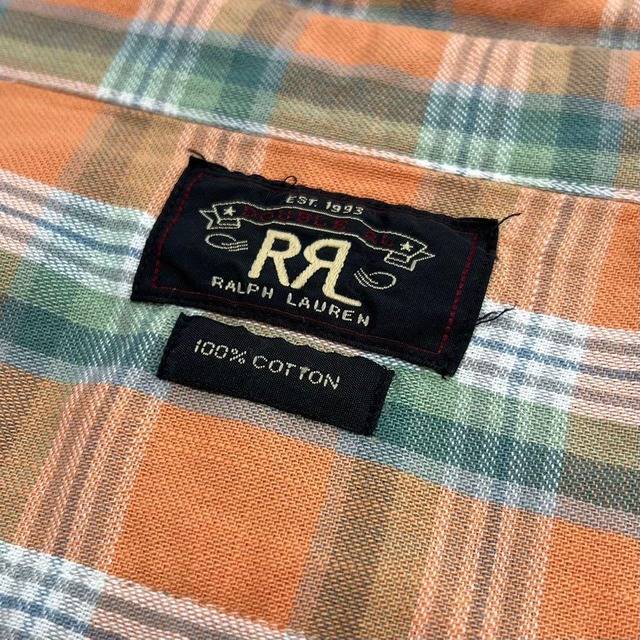 EST. 1993
DOUBLE RL
RRL
RALPH LAUREN
100% COTTON